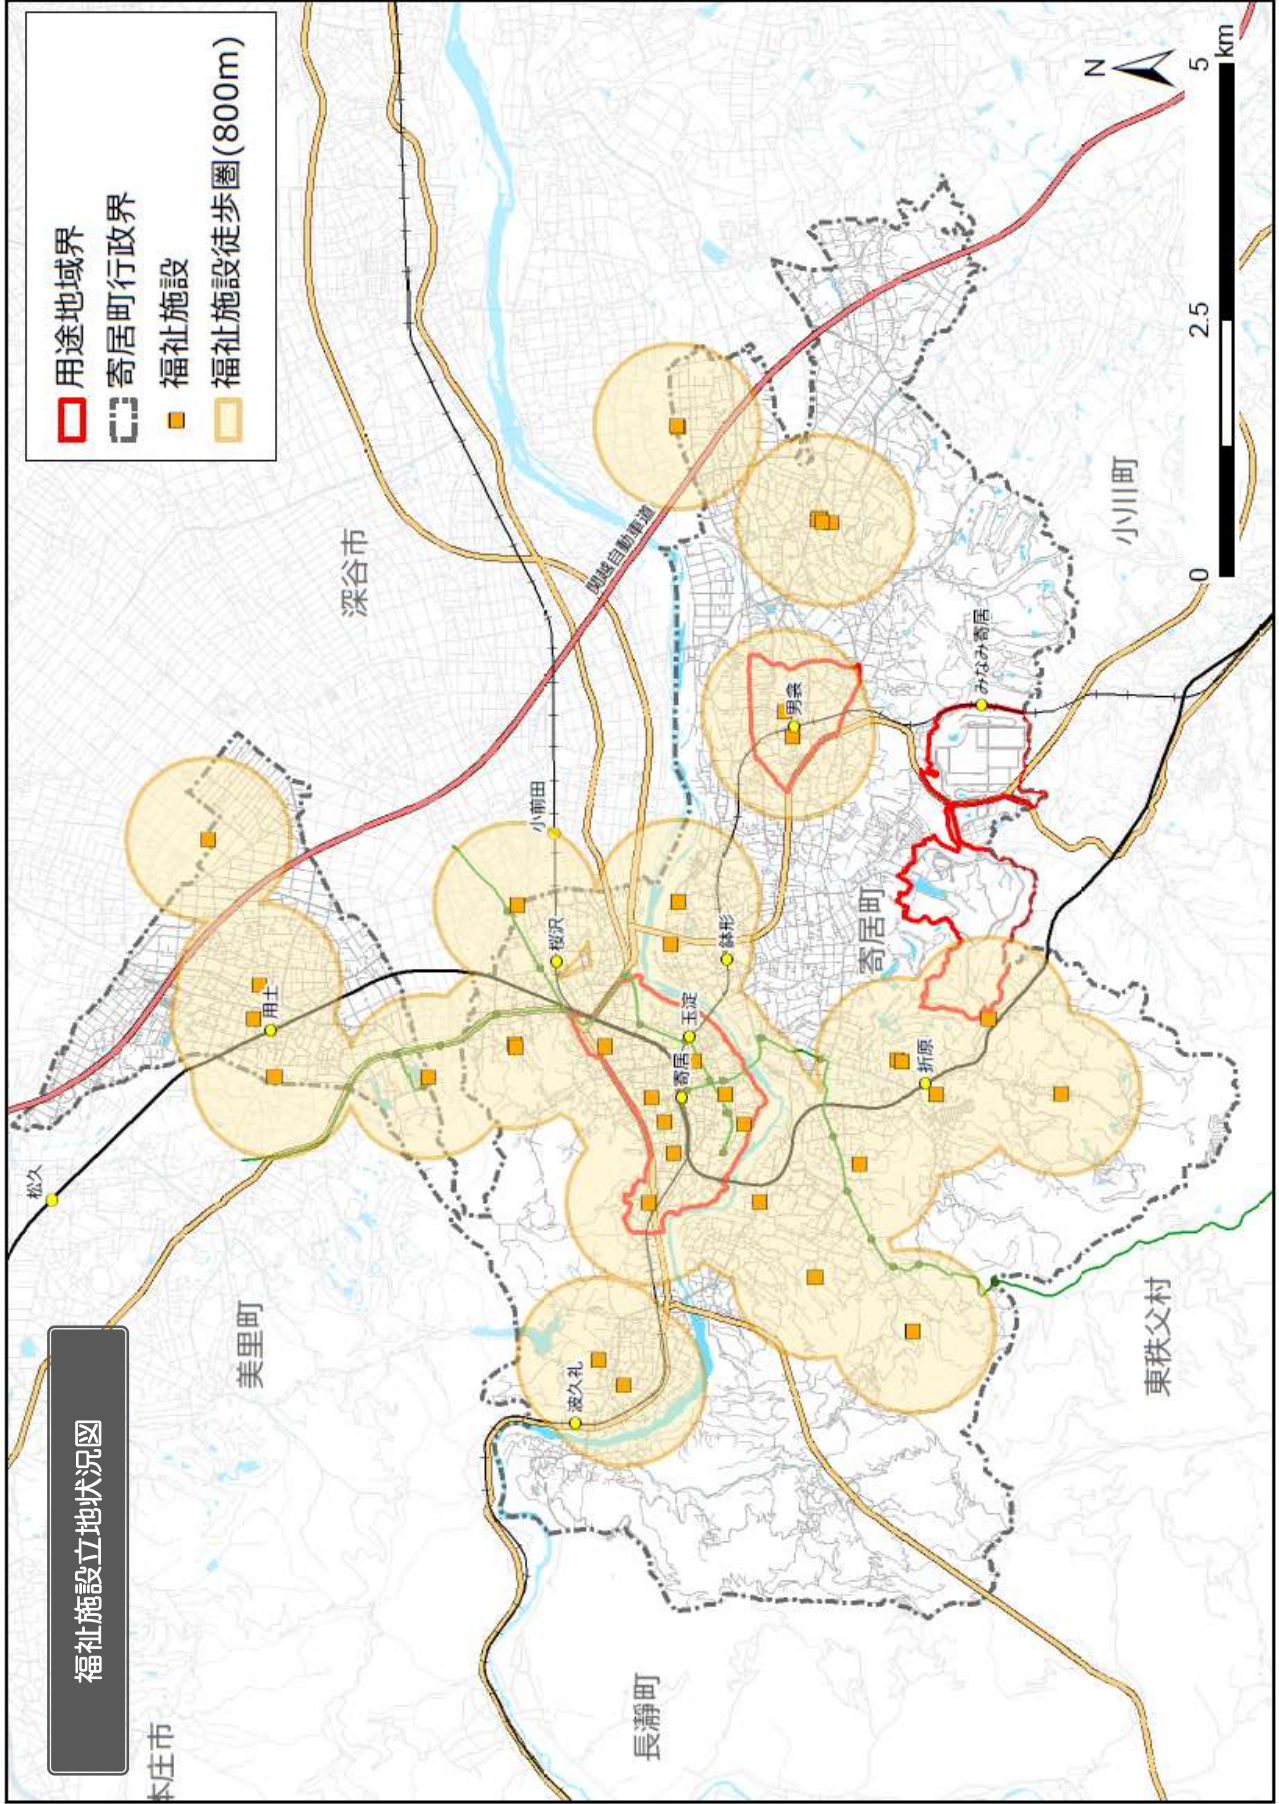 福祉施設立地状況図
用途地域界
寄居町行政界
福祉施設
福祉施設徒歩圏(800m)
本庄市
美里町
深谷市
松久
用土
小前田
関越自動車道
桜沢
波久礼
寄居
玉淀
鉢形
男衾
長瀞町
寄居町
折原
みなみ寄居
東秩父村
小川町
N
0
2.5
5
km